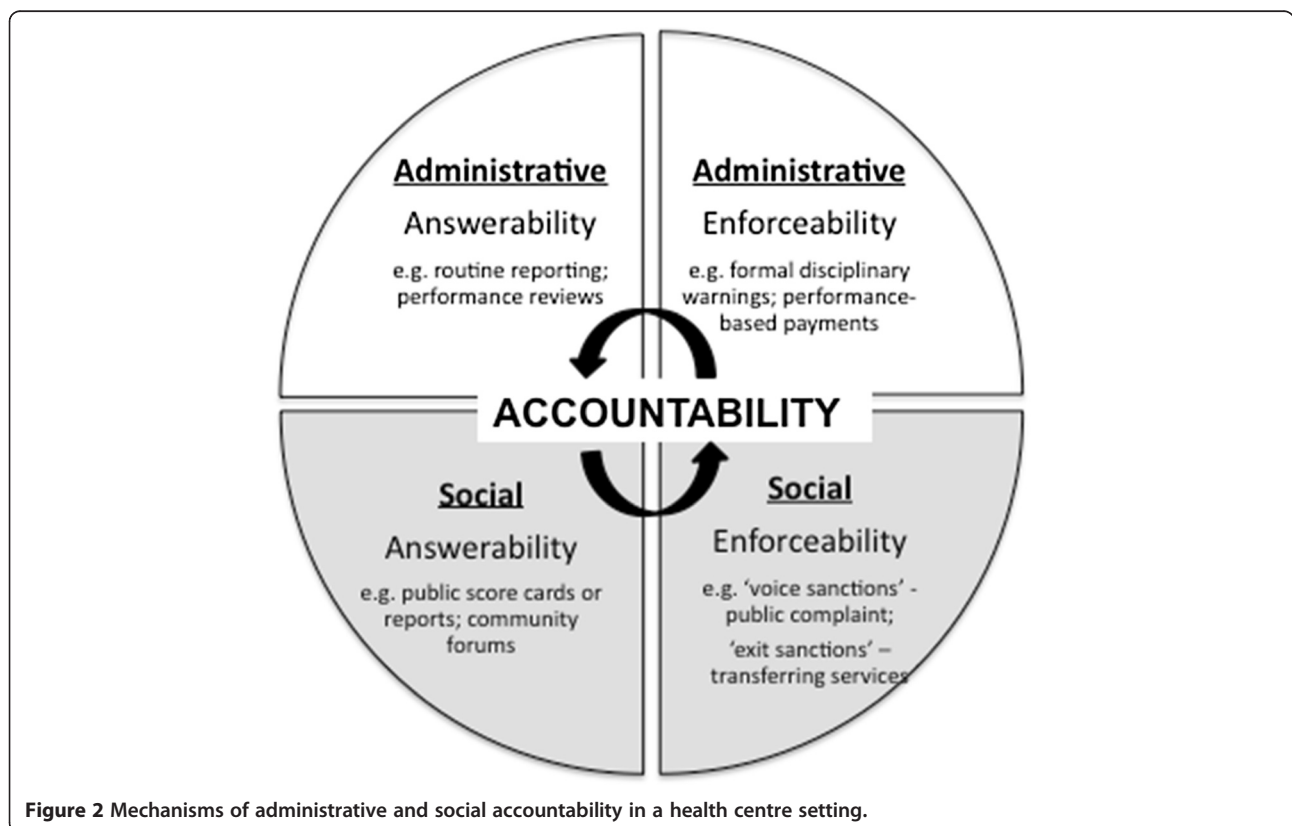 Administrative
Answerability
e.g. routine reporting;
performance reviews
Administrative
Enforceability
e.g. formal disciplinary
warnings; performance-
based payments
ACCOUNTABILITY
Social
Answerability
e.g. public score cards or
reports; community
forums
Social
Enforceability
e.g. ‘voice sanctions’ -
public complaint;
‘exit sanctions’ –
transferring services
Figure 2 Mechanisms of administrative and social accountability in a health centre setting.